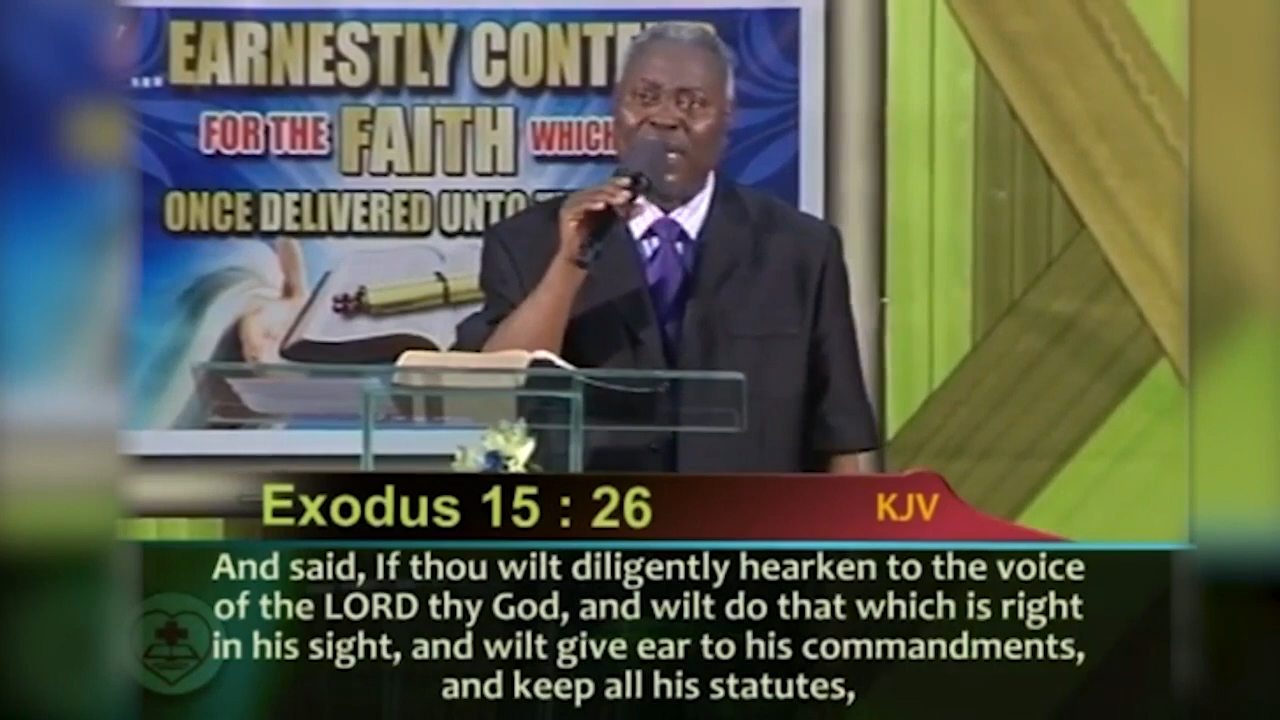 ...EARNESTLY CONTE
FOR THE FAITH WHICH
ONCE DELIVERED UNTO
Exodus 15 : 26
KJV
And said, If thou wilt diligently hearken to the voice
of the LORD thy God, and wilt do that which is right
in his sight, and wilt give ear to his commandments,
and keep all his statutes,